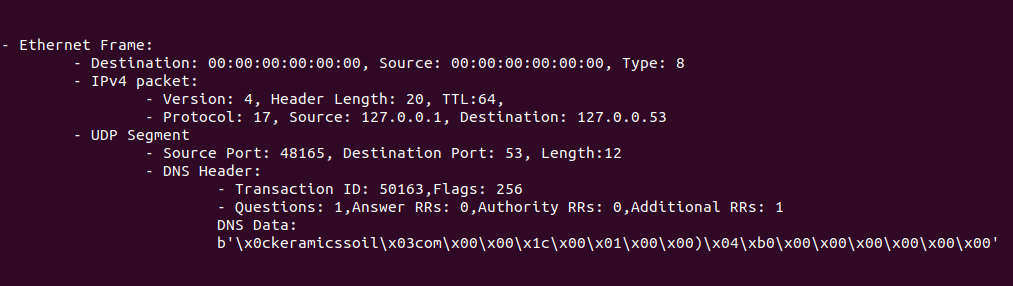 - Ethernet Frame:
- Destination: 00:00:00:00:00:00, Source: 00:00:00:00:00:00, Type: 8
- IPv4 packet:
- Version: 4, Header Length: 20, TTL:64,
- Protocol: 17, Source: 127.0.0.1, Destination: 127.0.0.53
- UDP Segment
- Source Port: 48165, Destination Port: 53, Length:12
- DNS Header:
- Transaction ID: 50163,Flags: 256
- Questions: 1,Answer RRs: 0,Authority RRs: 0,Additional RRs: 1
DNS Data:
b'\x0ckeramicssoil\x03com\x00\x00\x1c\x00\x01\x00\x00)\x04\xb0\x00\x00\x00\x00\x00\x00'